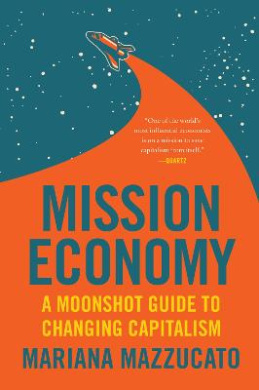 "One of the world's
most influential economists
is on a mission to save
capitalism from itself."
—QUARTZ
MISSION
ECONOMY
A MOONSHOT GUIDE TO
CHANGING CAPITALISM
MARIANA MAZZUCATO